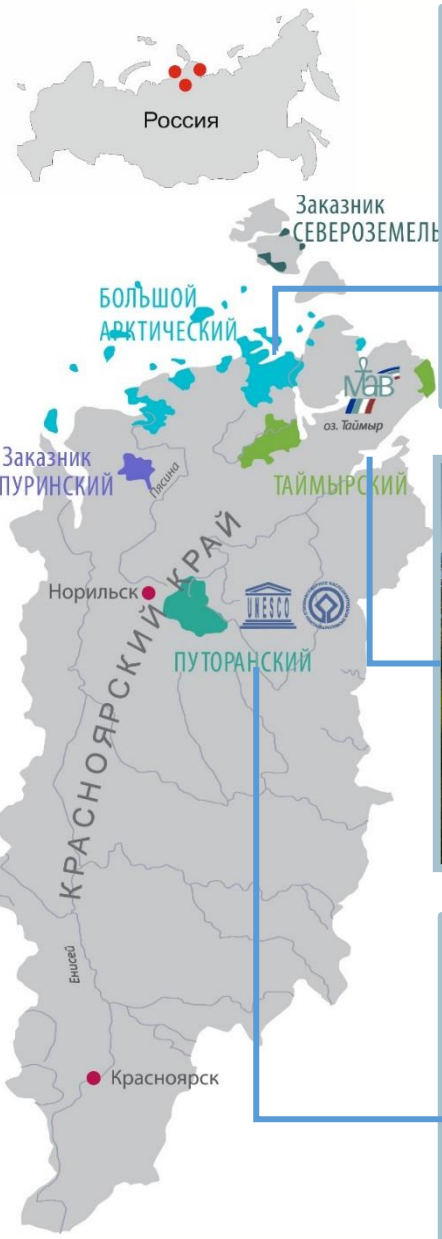 Россия
Заказник
СЕВЕРОЗЕМЕЛЬ
БОЛЬШОЙ
АРКТИЧЕСКИЙ
MaB
оз. Таймыр
Заказник
ПУРИНСКИЙ
Пясина
ТАЙМЫРСКИЙ
Норильск
КРАСНОЯРСКИЙ КРАЙ
UNESCO
ПУТОРАНСКИЙ
Енисей
Красноярск